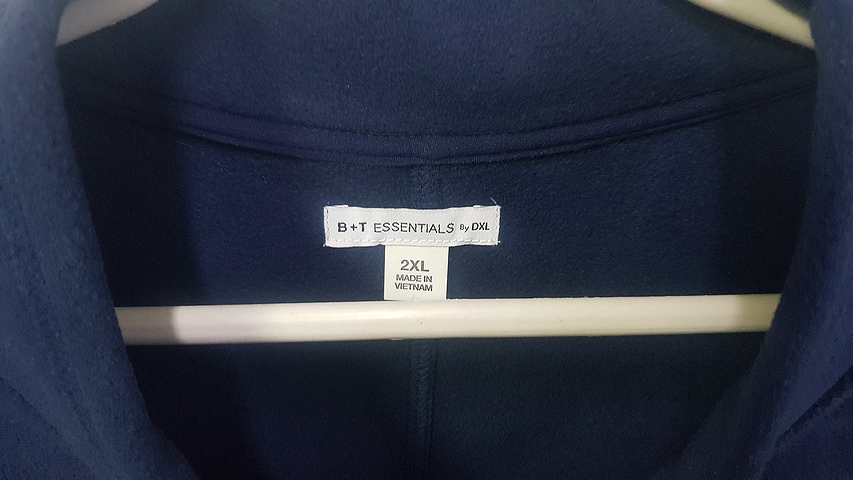 B+T ESSENTIALS By DXL
2XL
MADE IN
VIETNAM